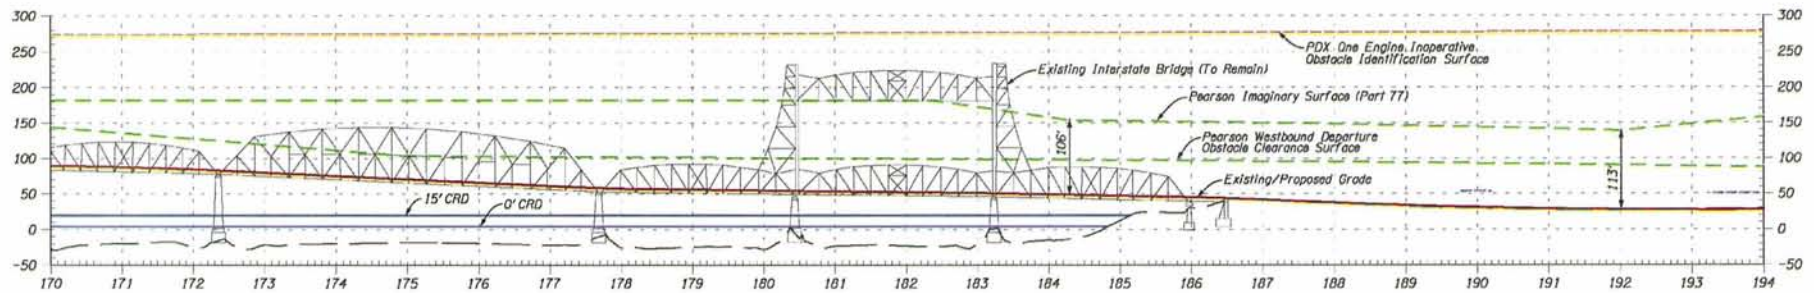 300
250
200
150
100
50
0
-50
PDX One Engine Inoperative
Obstacle Identification Surface
Existing Interstate Bridge (To Remain)
Pearson Imaginary Surface (Part 77)
Pearson Westbound Departure
Obstacle Clearance Surface
106'
113'
Existing/Proposed Grade
15' CRD
0' CRD
300
250
200
150
100
50
0
-50
170 171 172 173 174 175 176 177 178 179 180 181 182 183 184 185 186 187 188 189 190 191 192 193 194